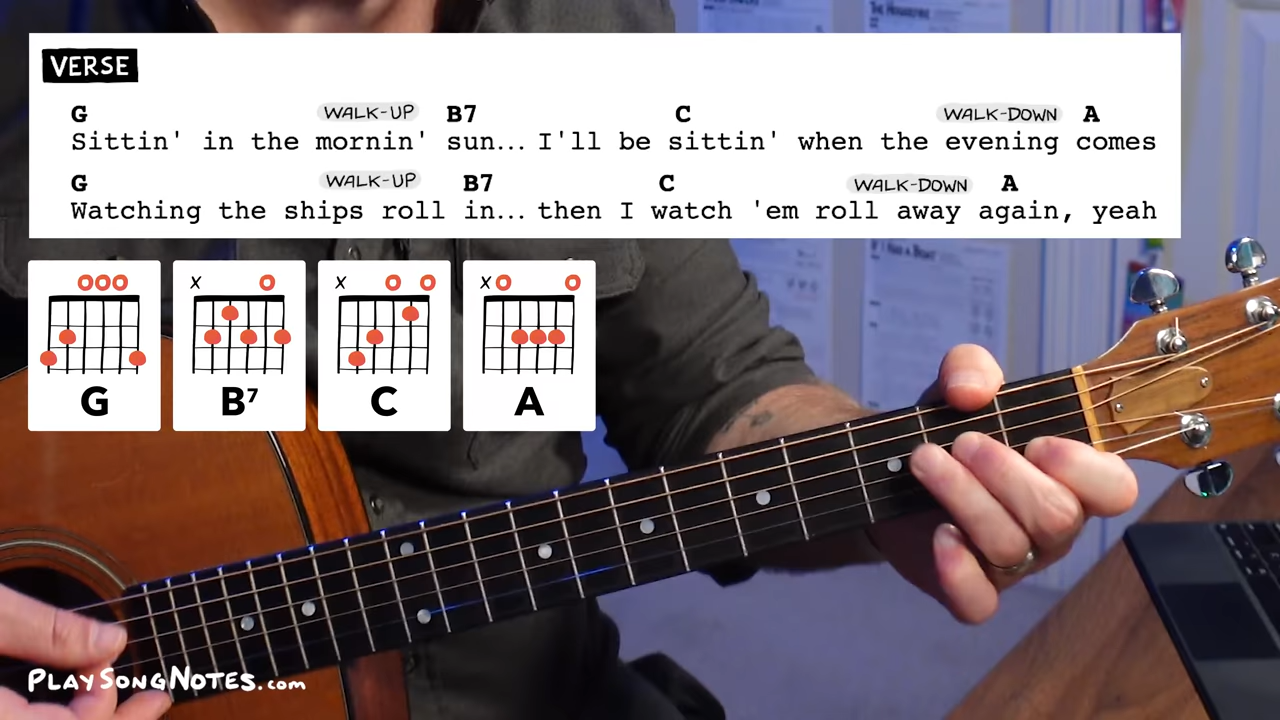 VERSE
G WALK-UP B7 C WALK-DOWN A
Sittin' in the mornin' sun... I'll be sittin' when the evening comes
G WALK-UP B7 C WALK-DOWN A
Watching the ships roll in... then I watch 'em roll away again, yeah
x x x
G B7 C A
PLAYSONGNOTES.com